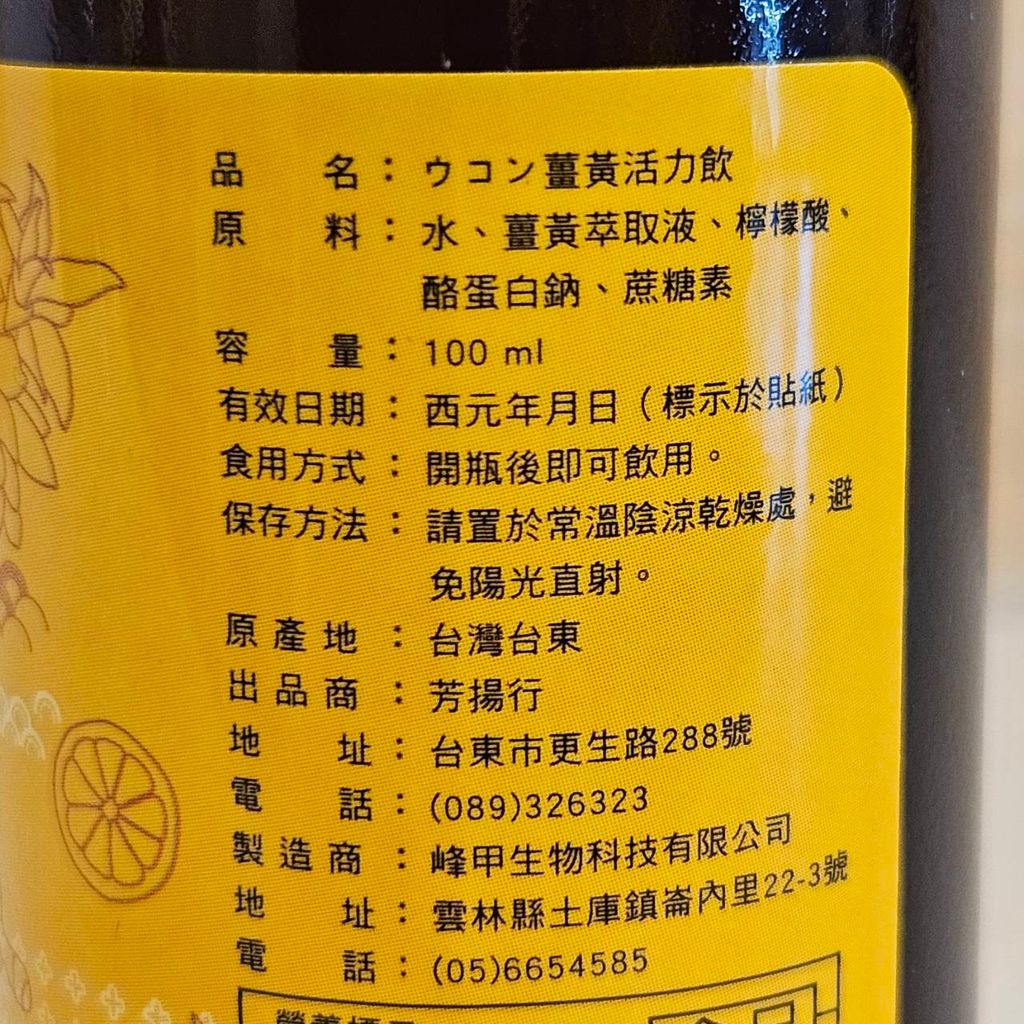 品名：ウコン薑黃活力飲
原料：水、薑黃萃取液、檸檬酸、
酪蛋白鈉、蔗糖素
容量：100 ml
有效日期：西元年月日（標示於貼紙）
食用方式：開瓶後即可飲用。
保存方法：請置於常溫陰涼乾燥處，避
免陽光直射。
原產地：台灣台東
出品商：芳揚行
地址：台東市更生路288號
電話：(089)326323
製造商：峰甲生物科技有限公司
地址：雲林縣土庫鎮崙內里22-3號
電話：(05)6654585